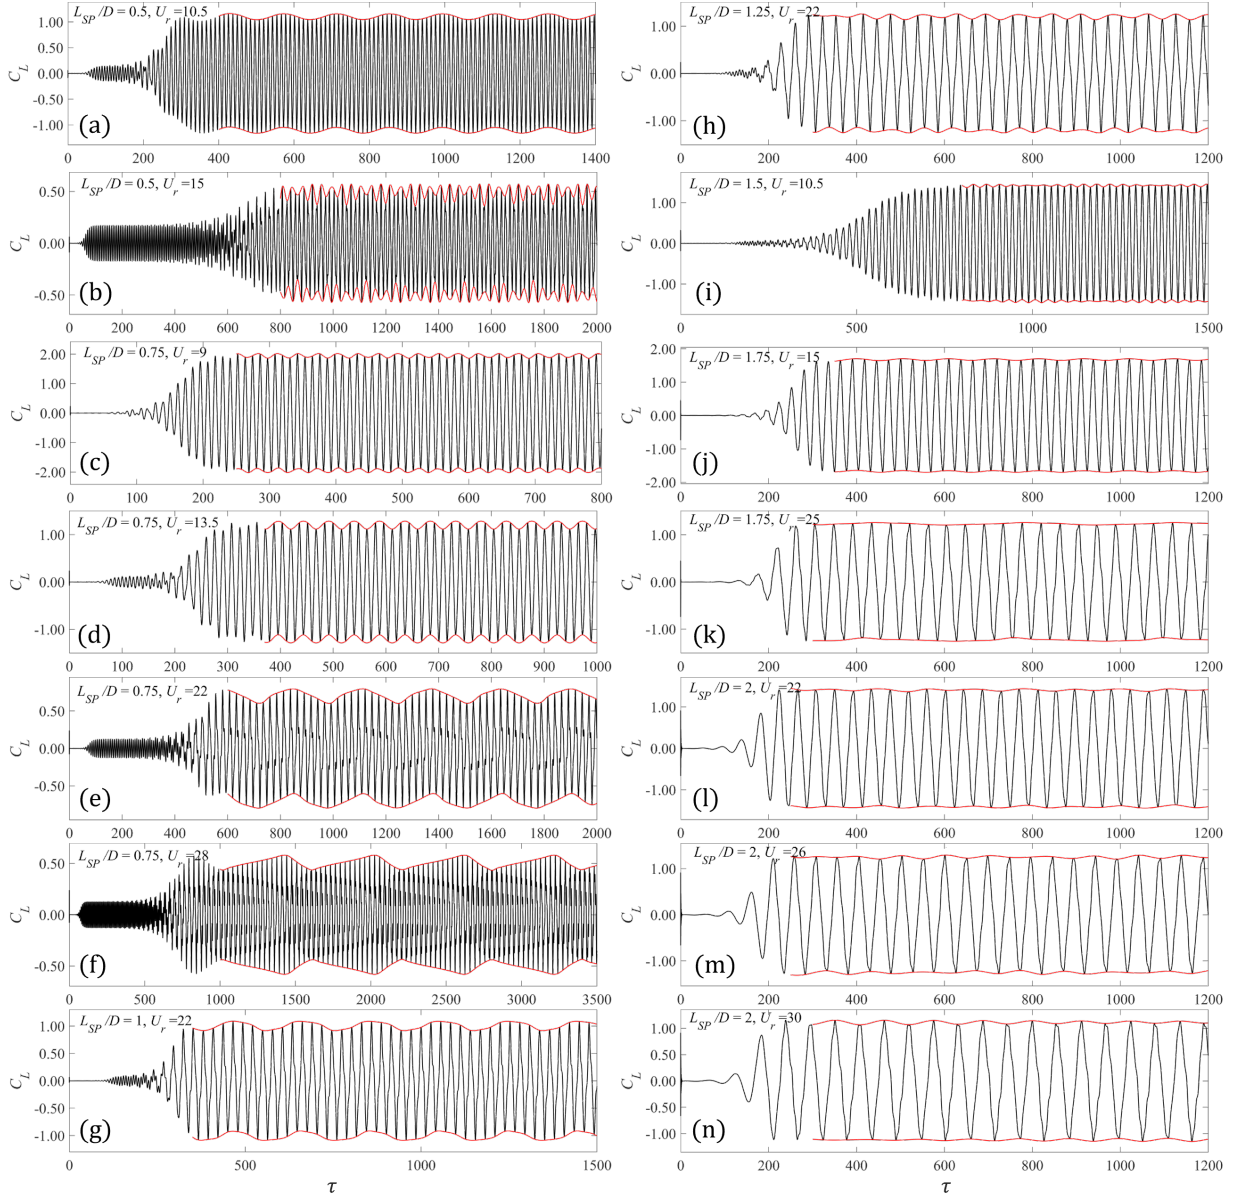 L_SP/D = 0.5, U_r=10.5
1.00
0.50
0.00
-0.50
-1.00
C_L
(a)
0 200 400 600 800 1000 1200 1400
L_SP/D = 0.5, U_r=15
0.50
0.00
-0.50
C_L
(b)
0 200 400 600 800 1000 1200 1400 1600 1800 2000
L_SP/D = 0.75, U_r=9
2.00
1.00
0.00
-1.00
-2.00
C_L
(c)
0 100 200 300 400 500 600 700 800
L_SP/D = 0.75, U_r=13.5
1.00
0.00
-1.00
C_L
(d)
0 100 200 300 400 500 600 700 800 900 1000
L_SP/D = 0.75, U_r=22
0.50
0.00
-0.50
C_L
(e)
0 200 400 600 800 1000 1200 1400 1600 1800 2000
L_SP/D = 0.75, U_r=28
0.50
0.00
-0.50
C_L
(f)
0 500 1000 1500 2000 2500 3000 3500
L_SP/D = 1, U_r=22
1.00
0.50
0.00
-0.50
-1.00
C_L
(g)
0 500 1000 1500
τ
L_SP/D = 1.25, U_r=22
1.00
0.00
-1.00
C_L
(h)
0 200 400 600 800 1000 1200
L_SP/D = 1.5, U_r=10.5
1.00
0.00
-1.00
C_L
(i)
0 500 1000 1500
L_SP/D = 1.75, U_r=15
2.00
1.00
0.00
-1.00
-2.00
C_L
(j)
0 200 400 600 800 1000 1200
L_SP/D = 1.75, U_r=25
1.00
0.00
-1.00
C_L
(k)
0 200 400 600 800 1000 1200
L_SP/D = 2, U_r=22
1.00
0.00
-1.00
C_L
(l)
0 200 400 600 800 1000 1200
L_SP/D = 2, U_r=26
1.00
0.00
-1.00
C_L
(m)
0 200 400 600 800 1000 1200
L_SP/D = 2, U_r=30
1.00
0.50
0.00
-0.50
-1.00
C_L
(n)
0 200 400 600 800 1000 1200
τ